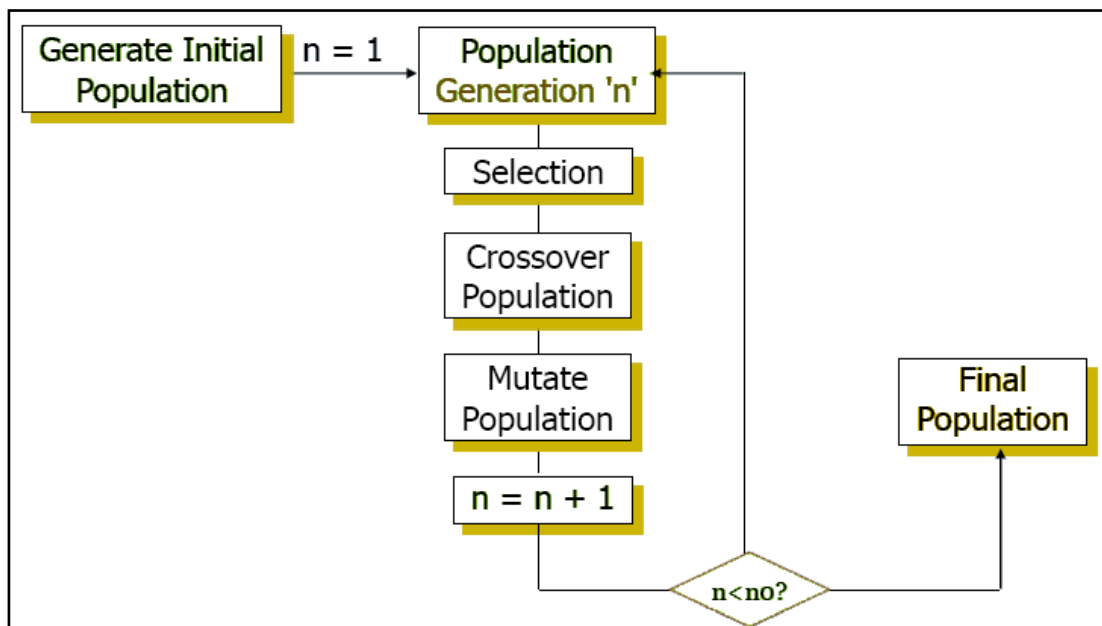 Generate Initial
Population
n = 1
Population
Generation 'n'
Selection
Crossover
Population
Mutate
Population
n = n + 1
n<no?
Final
Population